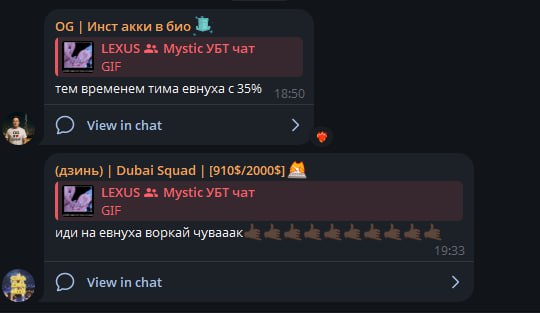 OG | Инст акки в био
LEXUS Mystic УБТ чат
GIF
тем временем тима евнуха с 35%
18:50
View in chat
(дзинь) | Dubai Squad | [910$/2000$]
LEXUS Mystic УБТ чат
GIF
иди на евнуха воркай чувааак🤙🏿🤙🏿🤙🏿🤙🏿🤙🏿🤙🏿🤙🏿🤙🏿🤙🏿🤙🏿
19:33
View in chat